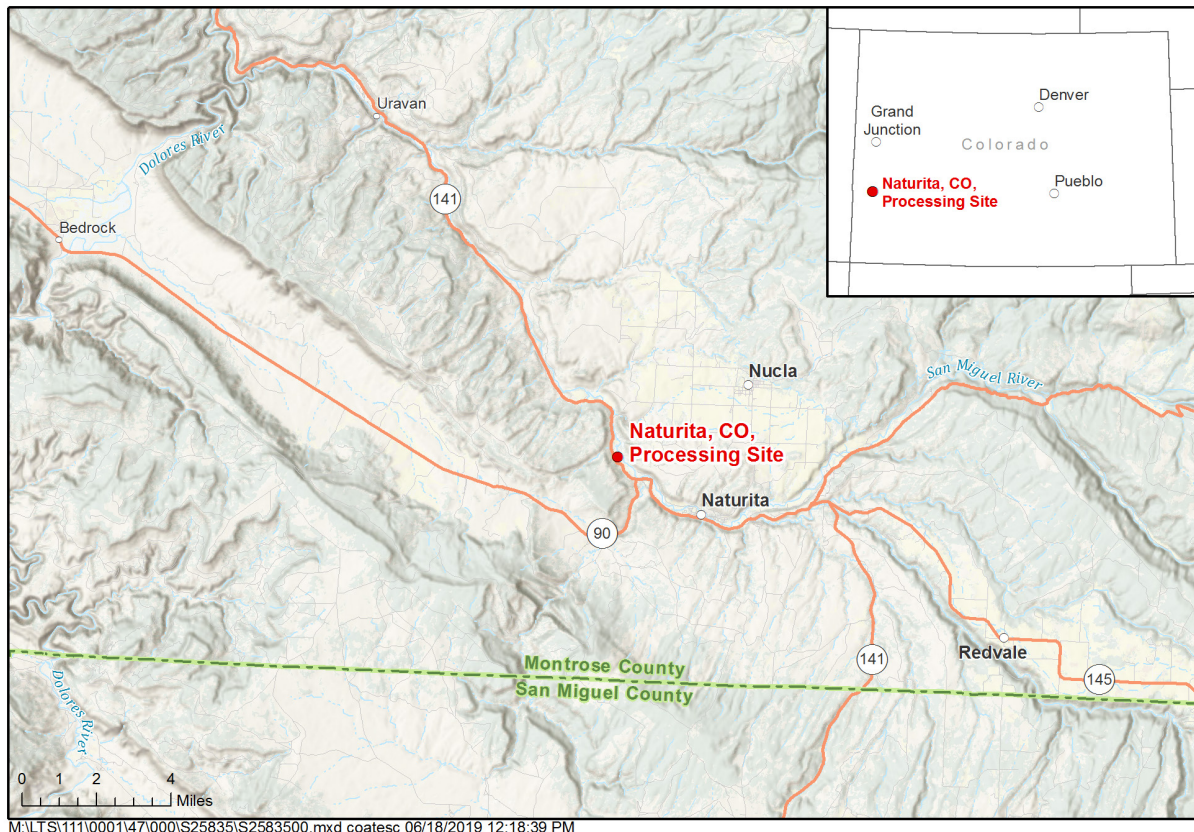 Uravan
Dolores River
141
Bedrock
Denver
Grand
Junction
Colorado
Naturita, CO,
Processing Site
Pueblo
Nucla
San Miguel River
Naturita, CO,
Processing Site
Naturita
90
Redvale
141
145
Montrose County
San Miguel County
Dolores River
0 1 2 4
Miles
M:\LTS\111\0001\47\000\S25835\S2583500.mxd coatesc 06/18/2019 12:18:39 PM